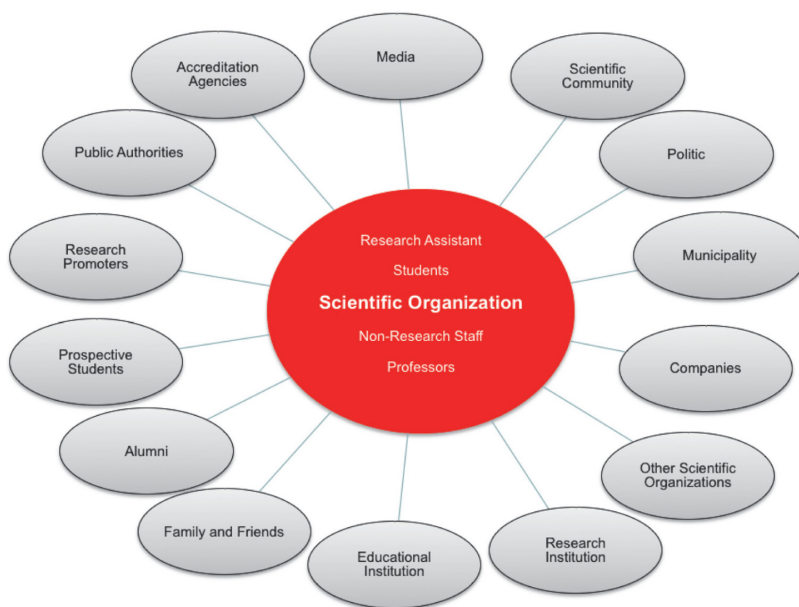 Media
Accreditation
Agencies
Scientific
Community
Public Authorities
Politic
Research Assistant
Students
Scientific Organization
Non-Research Staff
Professors
Research
Promoters
Municipality
Prospective
Students
Companies
Alumni
Other Scientific
Organizations
Family and Friends
Educational
Institution
Research
Institution